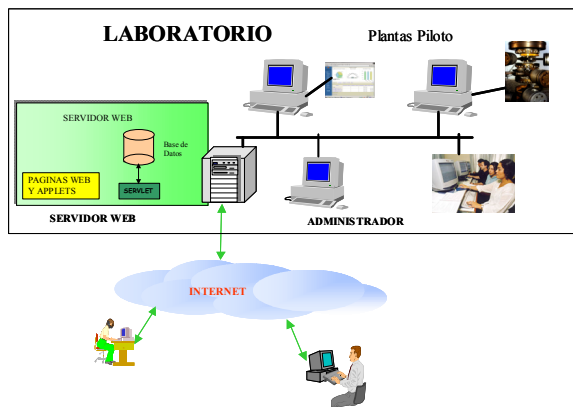 LABORATORIO
Plantas Piloto
SERVIDOR WEB
Base de
Datos
PAGINAS WEB
Y APPLETS
SERVLET
SERVIDOR WEB
ADMINISTRADOR
INTERNET